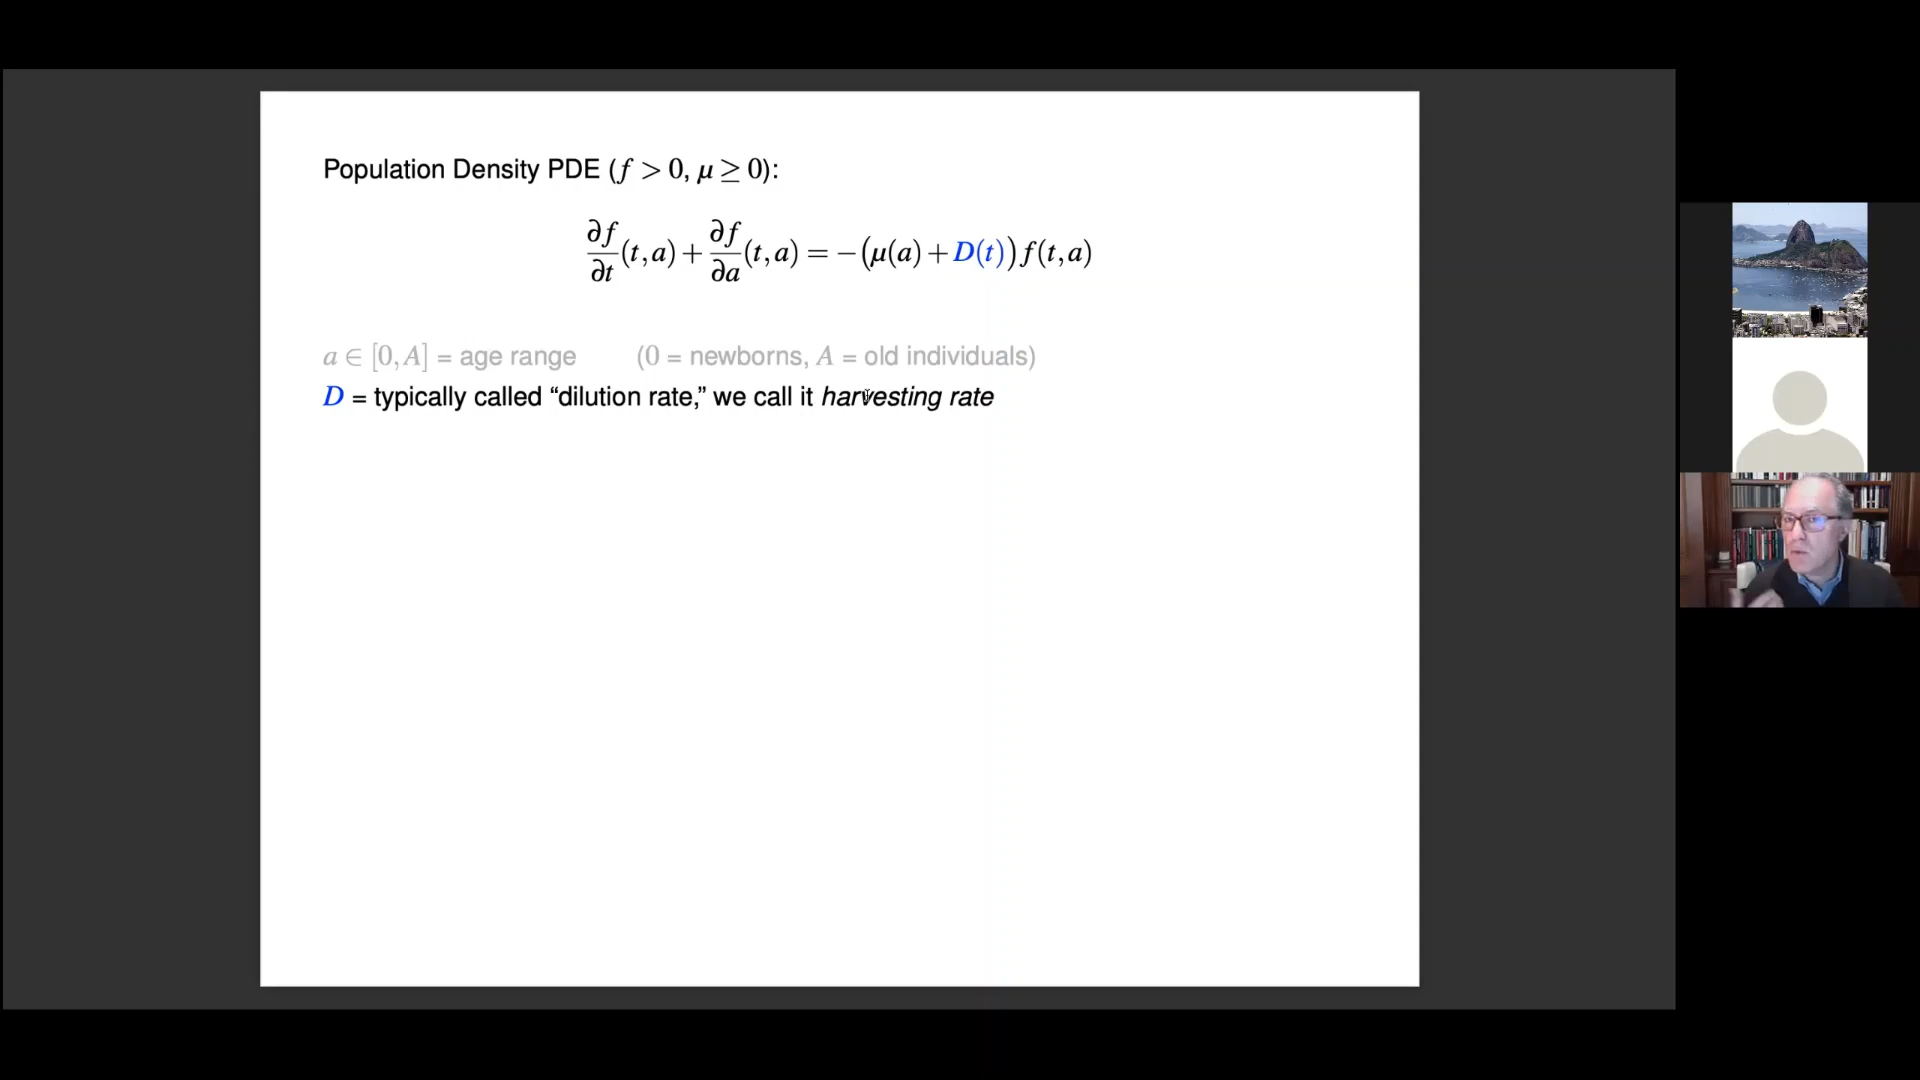 Population Density PDE (f > 0, μ ≥ 0):
∂f/∂t (t,a) + ∂f/∂a (t,a) = −(μ(a) + D(t)) f(t,a)
a ∈ [0,A] = age range (0 = newborns, A = old individuals)
D = typically called “dilution rate,” we call it harvesting rate